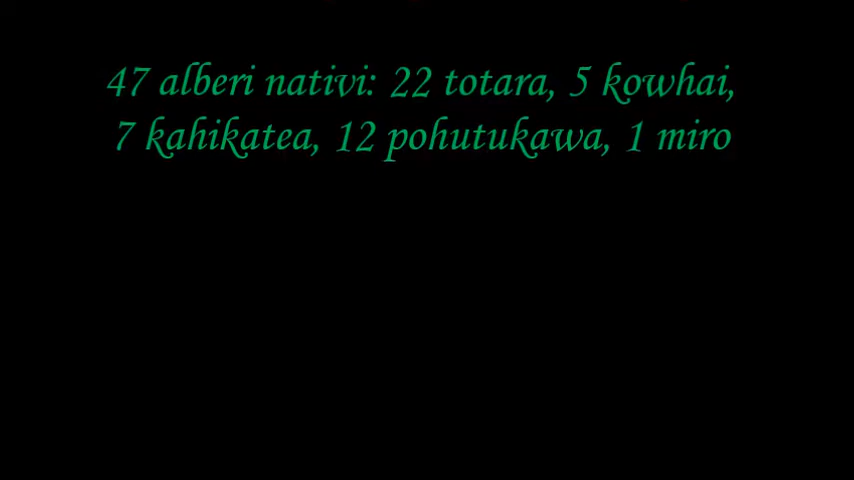 47 alberi nativi: 22 totara, 5 kowhai,
7 kahikatea, 12 pohutukawa, 1 miro